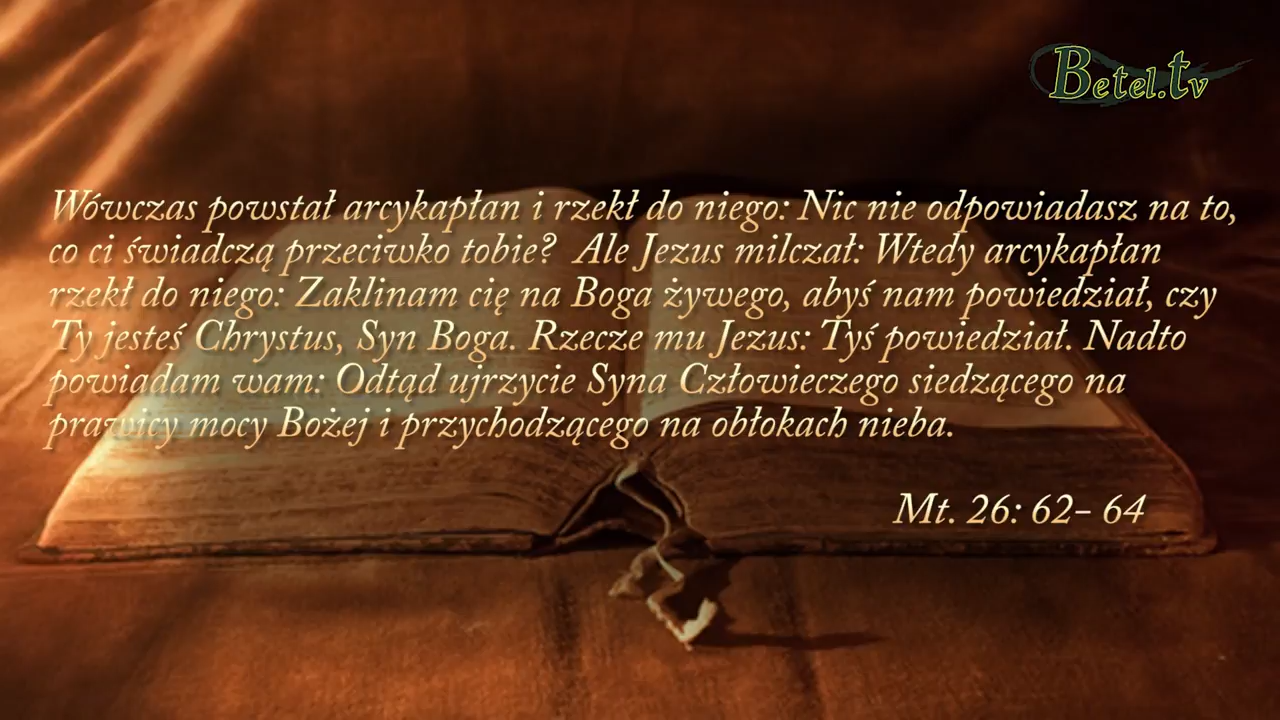 Betel.tv
Wówczas powstał arcykapłan i rzekł do niego: Nic nie odpowiadasz na to,
co ci świadczą przeciwko tobie?  Ale Jezus milczał: Wtedy arcykapłan
rzekł do niego: Zaklinam cię na Boga żywego, abyś nam powiedział, czy
Ty jesteś Chrystus, Syn Boga. Rzecze mu Jezus: Tyś powiedział. Nadto
powiadam wam: Odtąd ujrzycie Syna Człowieczego siedzącego na
prawicy mocy Bożej i przychodzącego na obłokach nieba.
Mt. 26: 62- 64